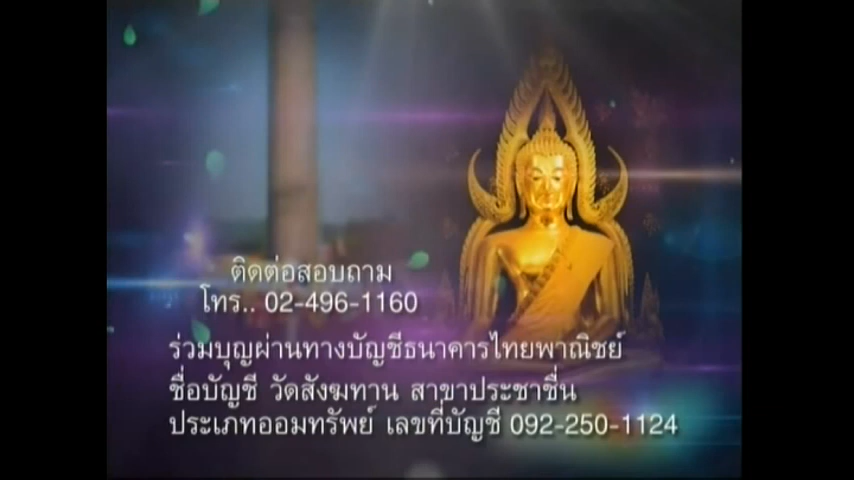 ติดต่อสอบถาม
โทร.. 02-496-1160
ร่วมบุญผ่านทางบัญชีธนาคารไทยพาณิชย์
ชื่อบัญชี วัดสังฆทาน สาขาประชาชื่น
ประเภทออมทรัพย์ เลขที่บัญชี 092-250-1124